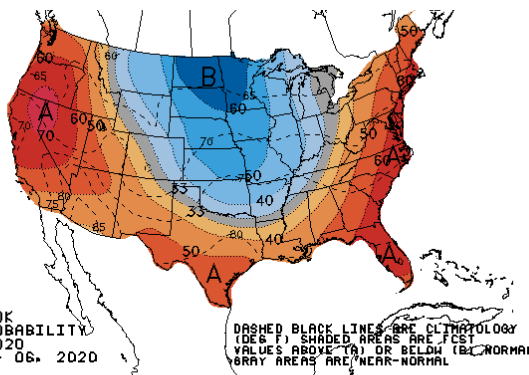 50
60
60
65
B
65
60
A
A
60
50
70
70
70
50
60
A
50
33
40
60
75
33
85
40
80
50
A
A
OK
OBABILITY
020
06, 2020
DASHED BLACK LINES ARE CLIMATOLOGY
(DEG F) SHADED AREAS ARE FCST
VALUES ABOVE (A) OR BELOW (B) NORMAL
GRAY AREAS ARE NEAR-NORMAL